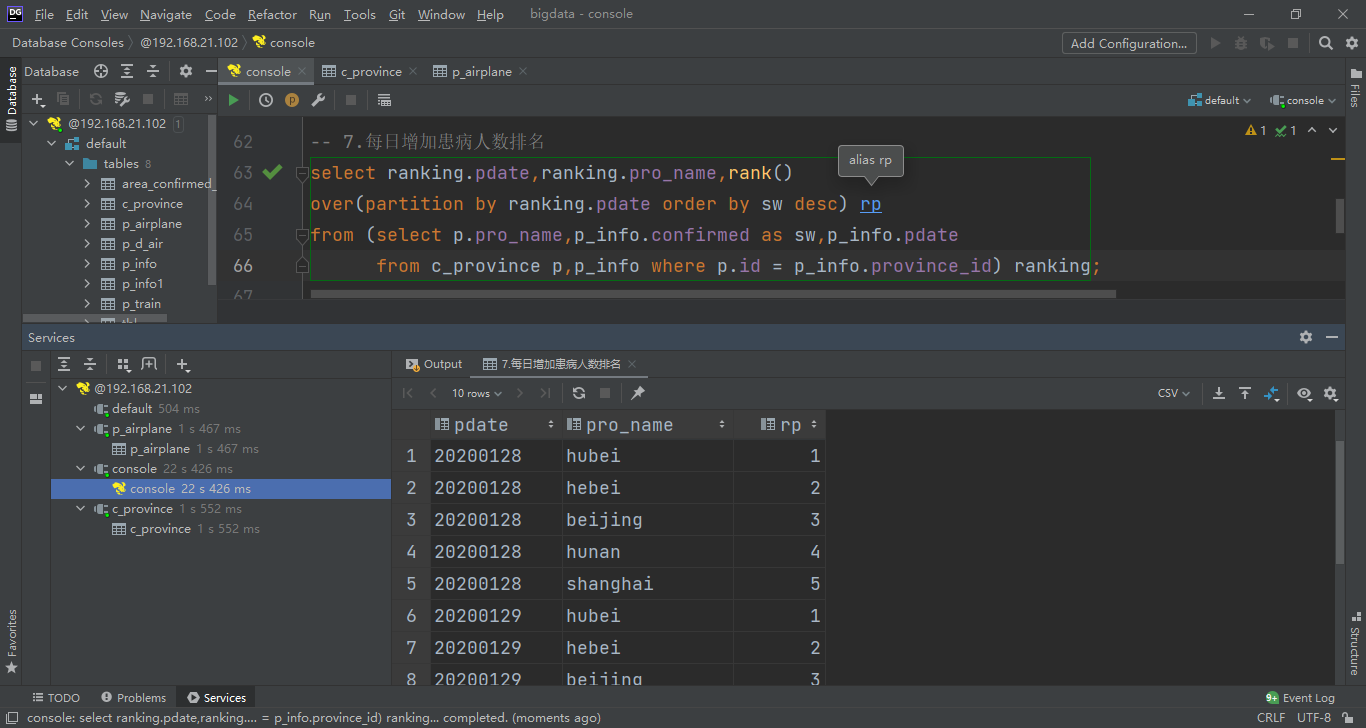 DG File Edit View Navigate Code Refactor Run Tools Git Window Help bigdata - console
Database Consoles @192.168.21.102 console Add Configuration...
Database console c_province p_airplane
default console
@192.168.21.102 1
default
tables 8
area_confirmed_
c_province
p_airplane
p_d_air
p_info
p_info1
p_train
62 -- 7.每日增加患病人数排名
alias rp
63 select ranking.pdate,ranking.pro_name,rank()
64 over(partition by ranking.pdate order by sw desc) rp
65 from (select p.pro_name,p_info.confirmed as sw,p_info.pdate
66 from c_province p,p_info where p.id = p_info.province_id) ranking;
67
1 1
Services
@192.168.21.102
default 504 ms
p_airplane 1 s 467 ms
p_airplane 1 s 467 ms
console 22 s 426 ms
console 22 s 426 ms
c_province 1 s 552 ms
c_province 1 s 552 ms
Output 7.每日增加患病人数排名
10 rows CSV
pdate pro_name rp
1 20200128 hubei 1
2 20200128 hebei 2
3 20200128 beijing 3
4 20200128 hunan 4
5 20200128 shanghai 5
6 20200129 hubei 1
7 20200129 hebei 2
8 20200129 beijing 3
Database
Favorites
Files
Structure
TODO Problems Services 9+ Event Log
console: select ranking.pdate,ranking.... = p_info.province_id) ranking... completed. (moments ago) CRLF UTF-8